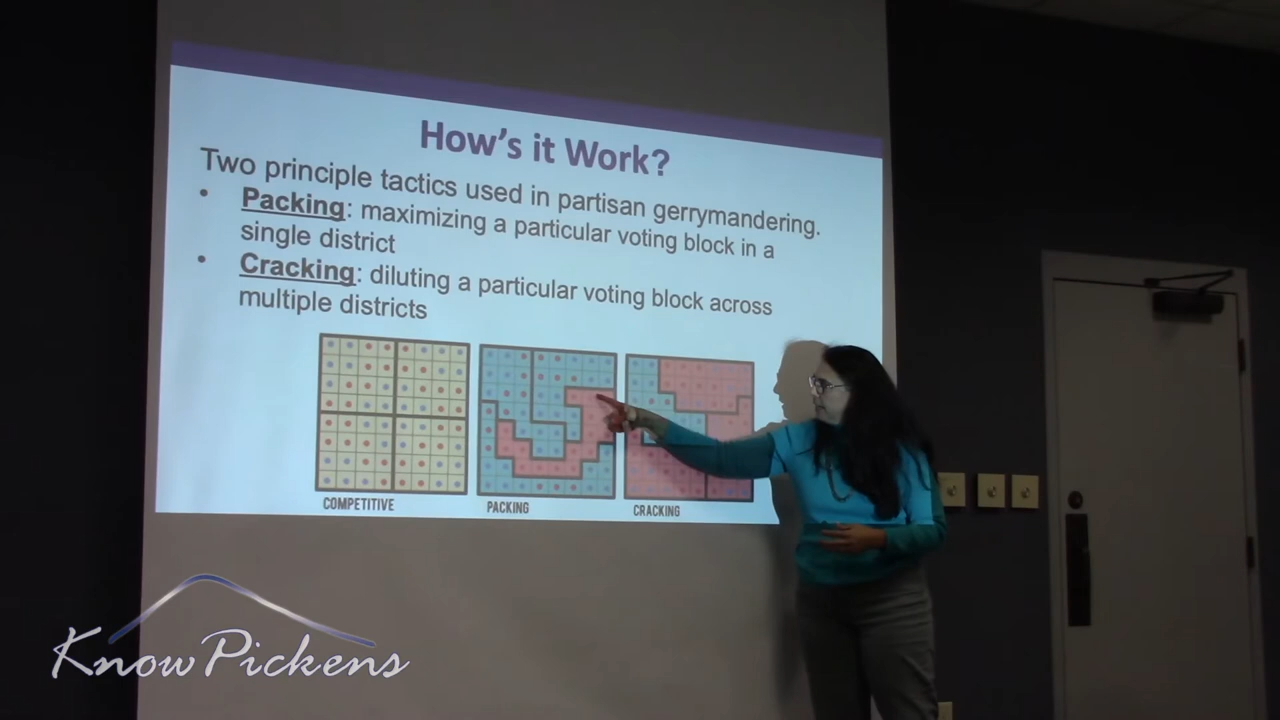 How's it Work?
Two principle tactics used in partisan gerrymandering.
• Packing: maximizing a particular voting block in a
single district
• Cracking: diluting a particular voting block across
multiple districts
COMPETITIVE
PACKING
CRACKING
KnowPickens